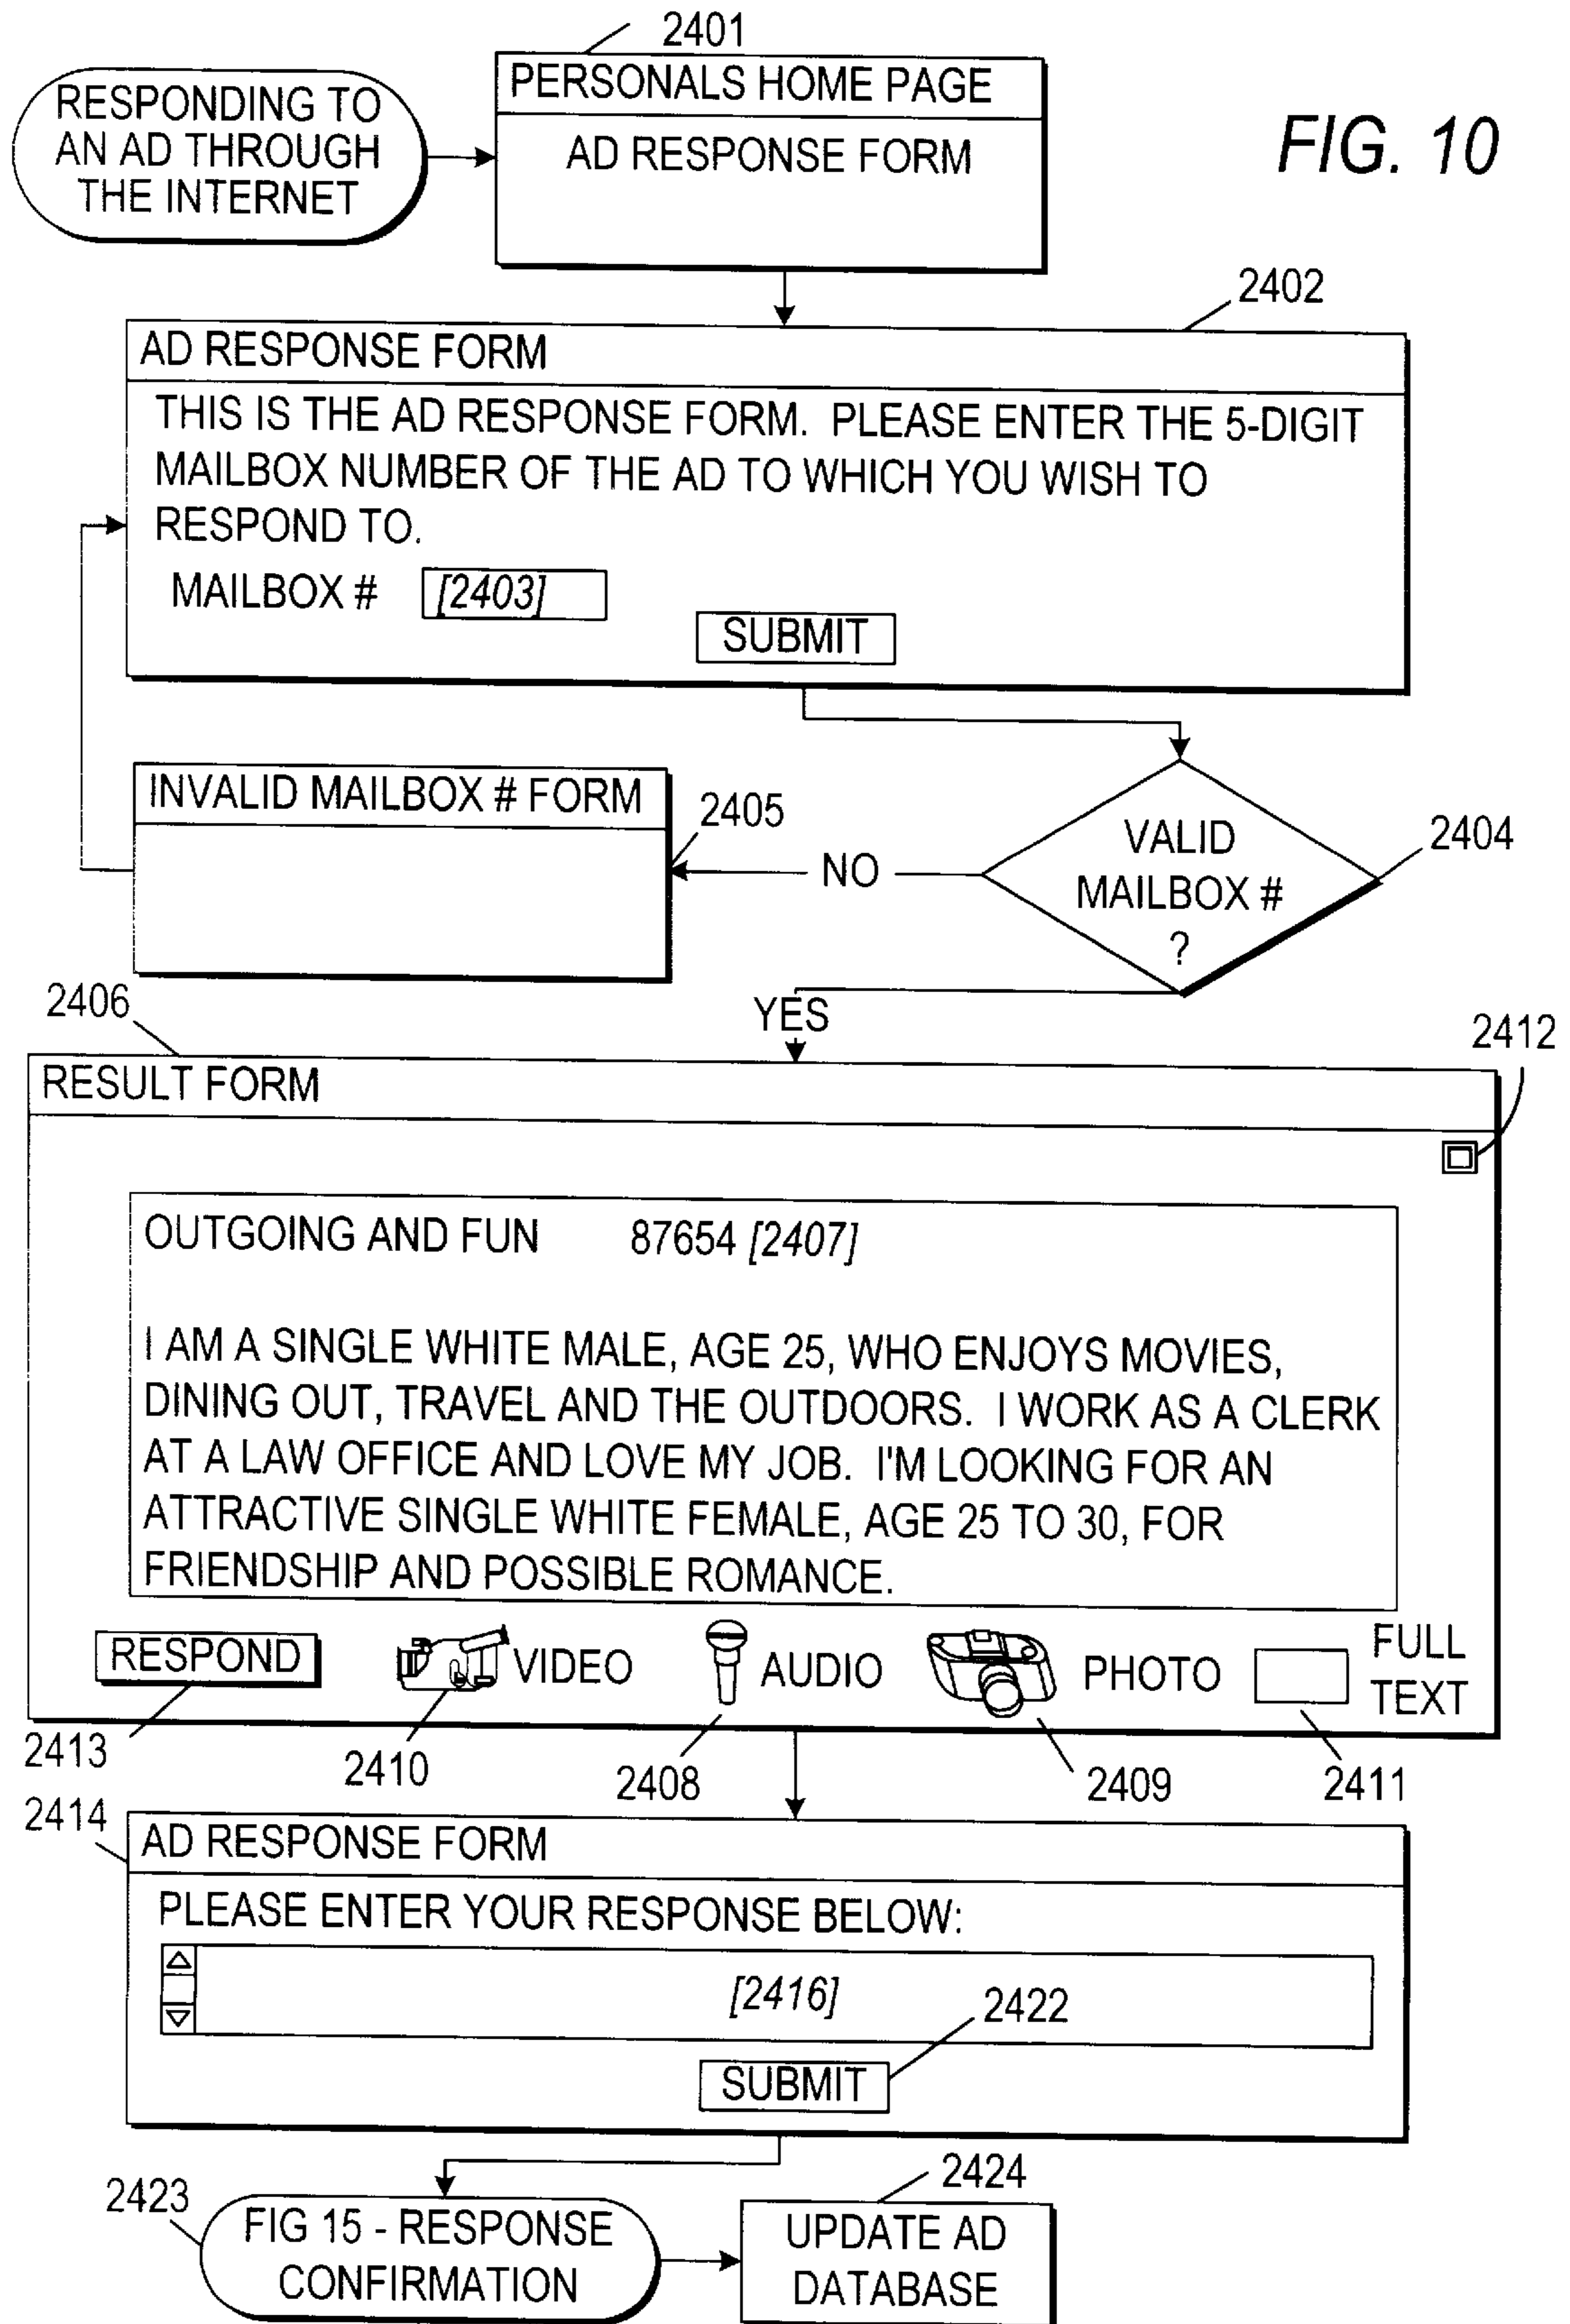 2401
PERSONALS HOME PAGE
AD RESPONSE FORM
RESPONDING TO
AN AD THROUGH
THE INTERNET
FIG. 10
2402
AD RESPONSE FORM
THIS IS THE AD RESPONSE FORM. PLEASE ENTER THE 5-DIGIT
MAILBOX NUMBER OF THE AD TO WHICH YOU WISH TO
RESPOND TO.
MAILBOX # [2403]
SUBMIT
INVALID MAILBOX # FORM
2405
NO
VALID
MAILBOX #
?
2404
YES
2406
2412
RESULT FORM
OUTGOING AND FUN 87654 [2407]
I AM A SINGLE WHITE MALE, AGE 25, WHO ENJOYS MOVIES,
DINING OUT, TRAVEL AND THE OUTDOORS. I WORK AS A CLERK
AT A LAW OFFICE AND LOVE MY JOB. I'M LOOKING FOR AN
ATTRACTIVE SINGLE WHITE FEMALE, AGE 25 TO 30, FOR
FRIENDSHIP AND POSSIBLE ROMANCE.
RESPOND VIDEO AUDIO PHOTO FULL
TEXT
2413 2410 2408 2409 2411
2414
AD RESPONSE FORM
PLEASE ENTER YOUR RESPONSE BELOW:
[2416]
2422
SUBMIT
2423
FIG 15 - RESPONSE
CONFIRMATION
2424
UPDATE AD
DATABASE